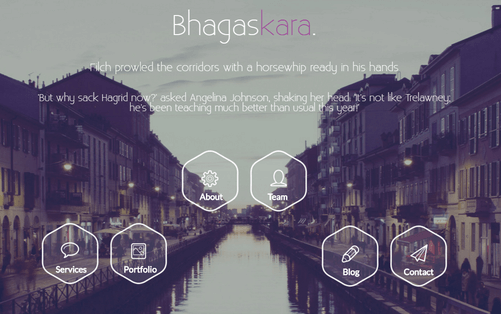 Bhagaskara.
Filch prowled the corridors with a horsewhip ready in his hands
'But why sack Hagrid now?' asked Angelina Johnson, shaking her head. 'It's not like Trelawney;
he's been teaching much better than usual this year!'
About
Team
Services
Portfolio
Blog
Contact